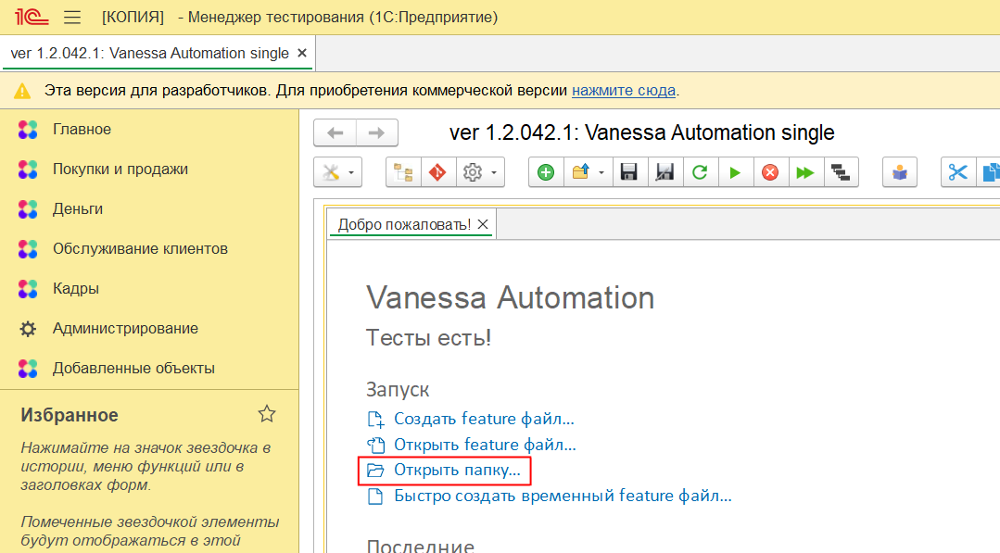 1С [КОПИЯ] - Менеджер тестирования (1С:Предприятие)
ver 1.2.042.1: Vanessa Automation single ×
Эта версия для разработчиков. Для приобретения коммерческой версии нажмите сюда.
Главное
Покупки и продажи
Деньги
Обслуживание клиентов
Кадры
Администрирование
Добавленные объекты
Избранное
Нажимайте на значок звездочка в
истории, меню функций или в
заголовках форм.
Помеченные звездочкой элементы
будут отображаться в этой
ver 1.2.042.1: Vanessa Automation single
Добро пожаловать! ×
Vanessa Automation
Тесты есть!
Запуск
Создать feature файл...
Открыть feature файл...
Открыть папку...
Быстро создать временный feature файл...
Последние